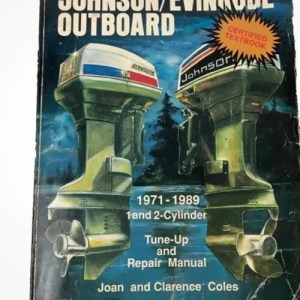 JOHNSON/EVINRUDE
OUTBOARD
CERTIFIED
TEXTBOOK
Johnson
1971-1989
1 and 2-Cylinder
Tune-Up
and
Repair Manual
Joan and Clarence Coles